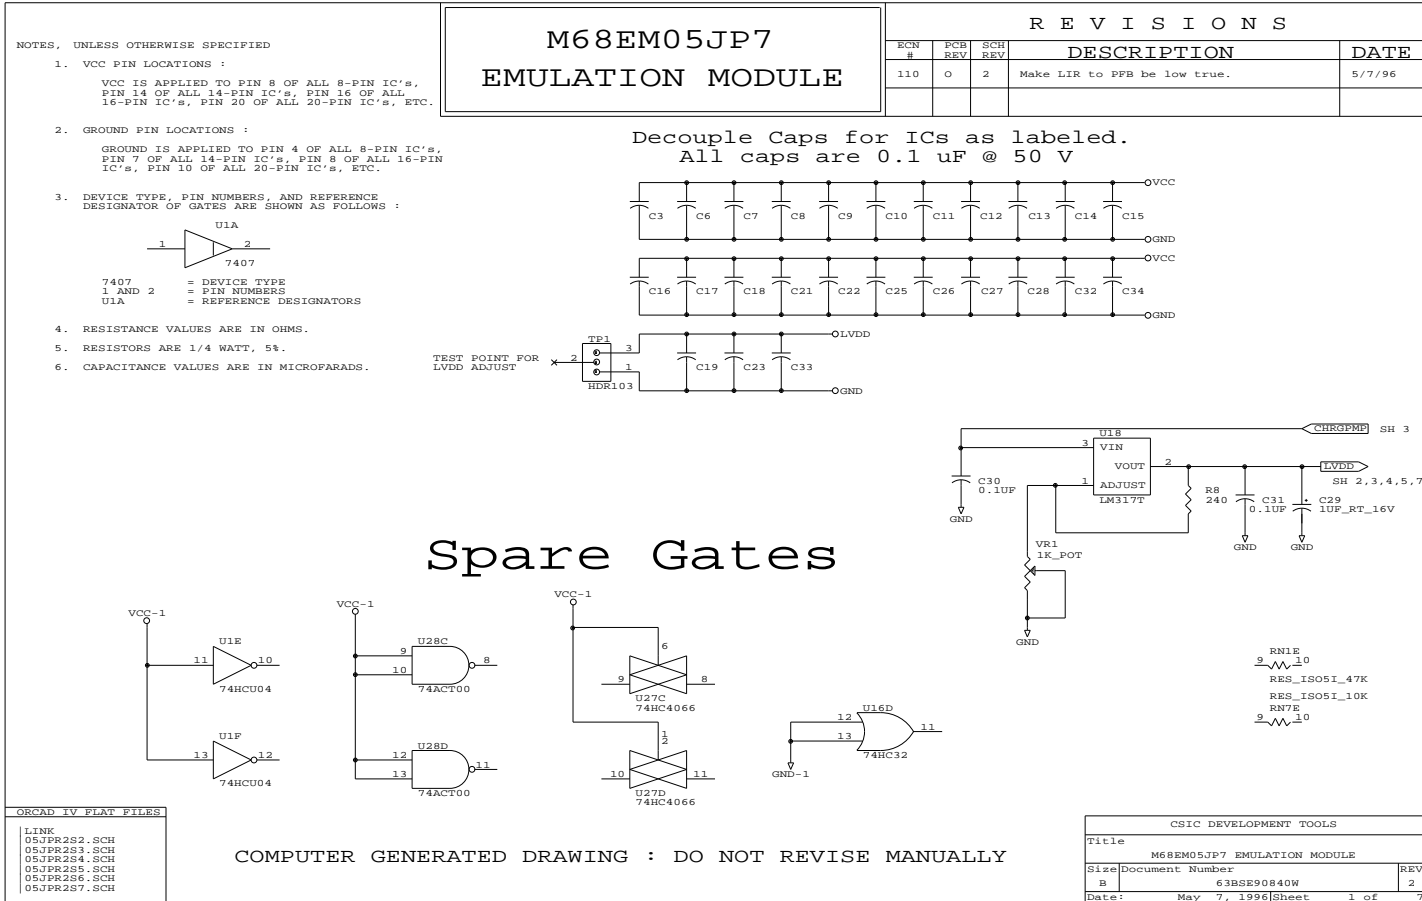 NOTES, UNLESS OTHERWISE SPECIFIED
1. VCC PIN LOCATIONS :
VCC IS APPLIED TO PIN 8 OF ALL 8-PIN IC's,
PIN 14 OF ALL 14-PIN IC's, PIN 16 OF ALL
16-PIN IC's, PIN 20 OF ALL 20-PIN IC's, ETC.
2. GROUND PIN LOCATIONS :
GROUND IS APPLIED TO PIN 4 OF ALL 8-PIN IC's,
PIN 7 OF ALL 14-PIN IC's, PIN 8 OF ALL 16-PIN
IC's, PIN 10 OF ALL 20-PIN IC's, ETC.
3. DEVICE TYPE, PIN NUMBERS, AND REFERENCE
DESIGNATOR OF GATES ARE SHOWN AS FOLLOWS :
U1A
1 2
7407
7407 = DEVICE TYPE
1 AND 2 = PIN NUMBERS
U1A = REFERENCE DESIGNATORS
4. RESISTANCE VALUES ARE IN OHMS.
5. RESISTORS ARE 1/4 WATT, 5%.
6. CAPACITANCE VALUES ARE IN MICROFARADS.
M68EM05JP7
EMULATION MODULE
REVISIONS
ECN # PCB REV SCH REV DESCRIPTION DATE
110 O 2 Make LIR to PFB be low true. 5/7/96
Decouple Caps for ICs as labeled.
All caps are 0.1 uF @ 50 V
VCC
C3 C6 C7 C8 C9 C10 C11 C12 C13 C14 C15
GND
VCC
C16 C17 C18 C21 C22 C25 C26 C27 C28 C32 C34
GND
LVDD
TP1
3
TEST POINT FOR
LVDD ADJUST
2
1
HDR103
C19 C23 C33
GND
CHRGPMP SH 3
U18
3 VIN
VOUT 2
1 ADJUST
LM317T
LVDD
SH 2,3,4,5,7
C30
0.1UF
GND
R8
240
C31
0.1UF
GND
+
C29
1UF_RT_16V
GND
VR1
1K_POT
GND
Spare Gates
VCC-1
U1E
11 10
74HCU04
U1F
13 12
74HCU04
VCC-1
U28C
9
10
8
74ACT00
U28D
12
13
11
74ACT00
VCC-1
6
9 8
U27C
74HC4066
1
2
10 11
U27D
74HC4066
U16D
12
13
11
74HC32
GND-1
RN1E
9 10
RES_ISO5I_47K
RES_ISO5I_10K
RN7E
9 10
ORCAD IV FLAT FILES
|LINK
|05JPR2S2.SCH
|05JPR2S3.SCH
|05JPR2S4.SCH
|05JPR2S5.SCH
|05JPR2S6.SCH
|05JPR2S7.SCH
COMPUTER GENERATED DRAWING : DO NOT REVISE MANUALLY
CSIC DEVELOPMENT TOOLS
Title
M68EM05JP7 EMULATION MODULE
Size Document Number REV
B 63BSE90840W 2
Date: May 7, 1996 Sheet 1 of 7